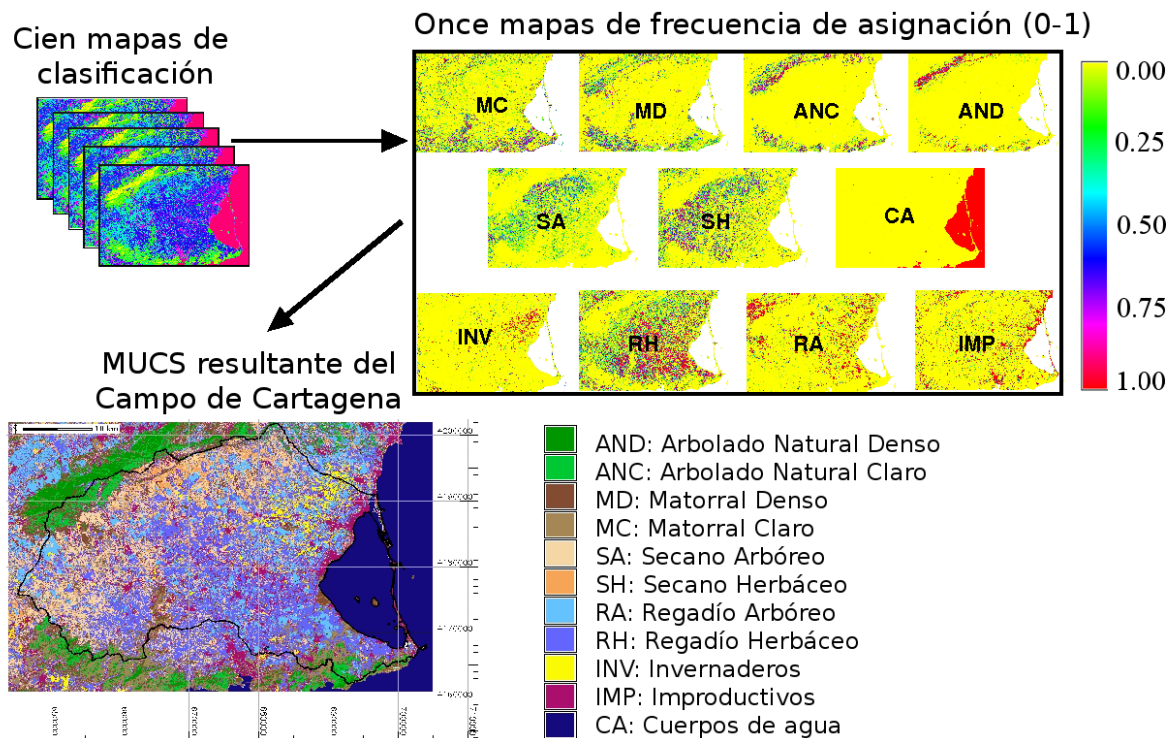 Cien mapas de
clasificación
Once mapas de frecuencia de asignación (0-1)
MC
MD
ANC
AND
SA
SH
CA
INV
RH
RA
IMP
0.00
0.25
0.50
0.75
1.00
MUCS resultante del
Campo de Cartagena
AND: Arbolado Natural Denso
ANC: Arbolado Natural Claro
MD: Matorral Denso
MC: Matorral Claro
SA: Secano Arbóreo
SH: Secano Herbáceo
RA: Regadío Arbóreo
RH: Regadío Herbáceo
INV: Invernaderos
IMP: Improductivos
CA: Cuerpos de agua